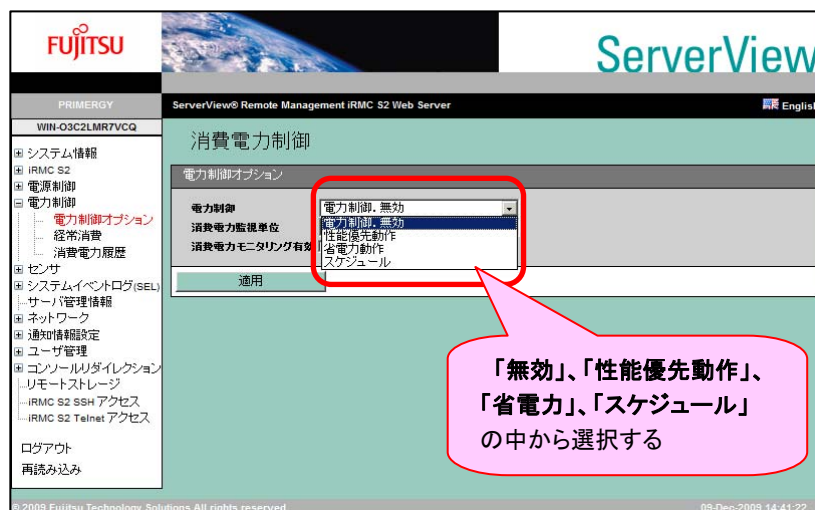 FUJITSU
ServerView
PRIMERGY
ServerView® Remote Management iRMC S2 Web Server
English
WIN-O3C2LMR7VCQ
システム情報
iRMC S2
電源制御
電力制御
電力制御オプション
経常消費
消費電力履歴
センサ
システムイベントログ(SEL)
サーバ管理情報
ネットワーク
通知情報設定
ユーザ管理
コンソールリダイレクション
リモートストレージ
iRMC S2 SSH アクセス
iRMC S2 Telnet アクセス
ログアウト
再読み込み
消費電力制御
電力制御オプション
電力制御
電力制御. 無効
消費電力監視単位
消費電力モニタリング有効
電力制御. 無効
性能優先動作
省電力動作
スケジュール
適用
「無効」、「性能優先動作」、
「省電力」、「スケジュール」
の中から選択する
© 2009 Fujitsu Technology Solutions All rights reserved
09-Dec-2009 14:41:22